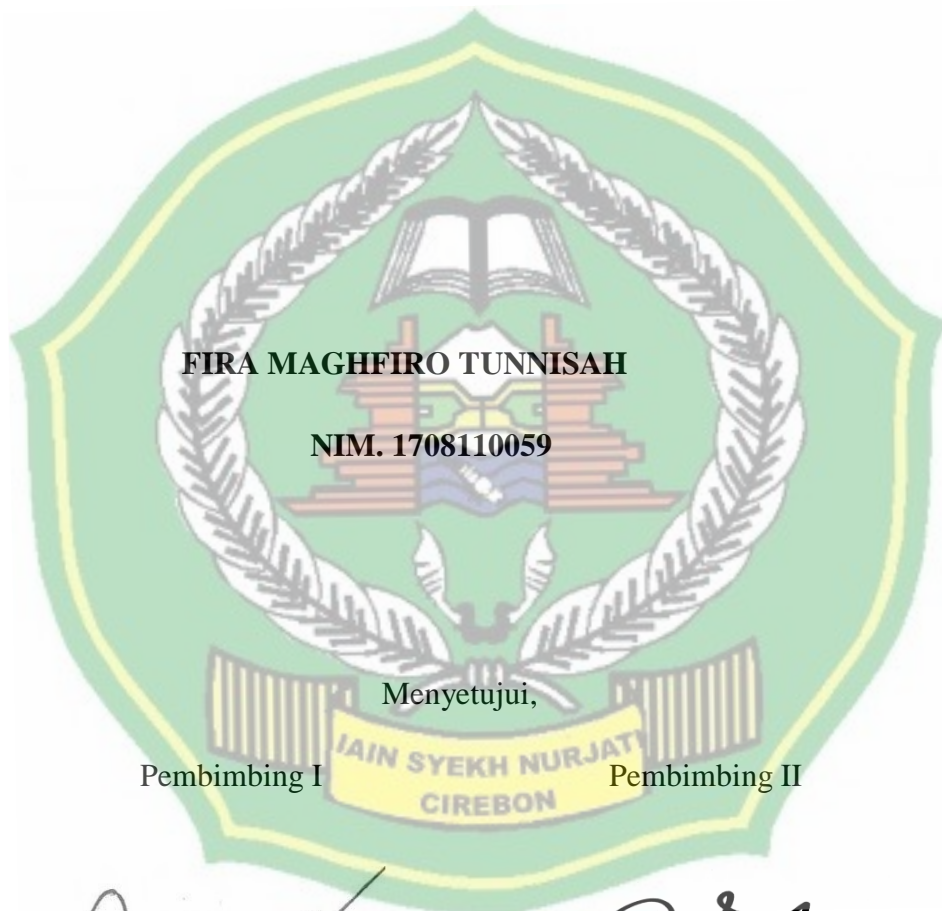 FIRA MAGHFIRO TUNNISAH
NIM. 1708110059
Menyetujui,
Pembimbing I
Pembimbing II
IAIN SYEKH NURJATI
CIREBON